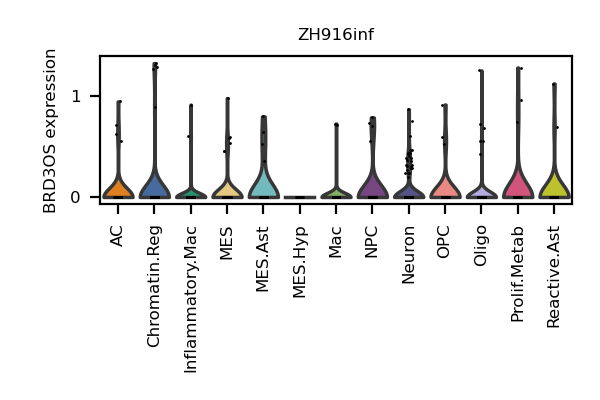 ZH916inf
BRD3OS expression
1
0
AC
Chromatin.Reg
Inflammatory.Mac
MES
MES.Ast
MES.Hyp
Mac
NPC
Neuron
OPC
Oligo
Prolif.Metab
Reactive.Ast